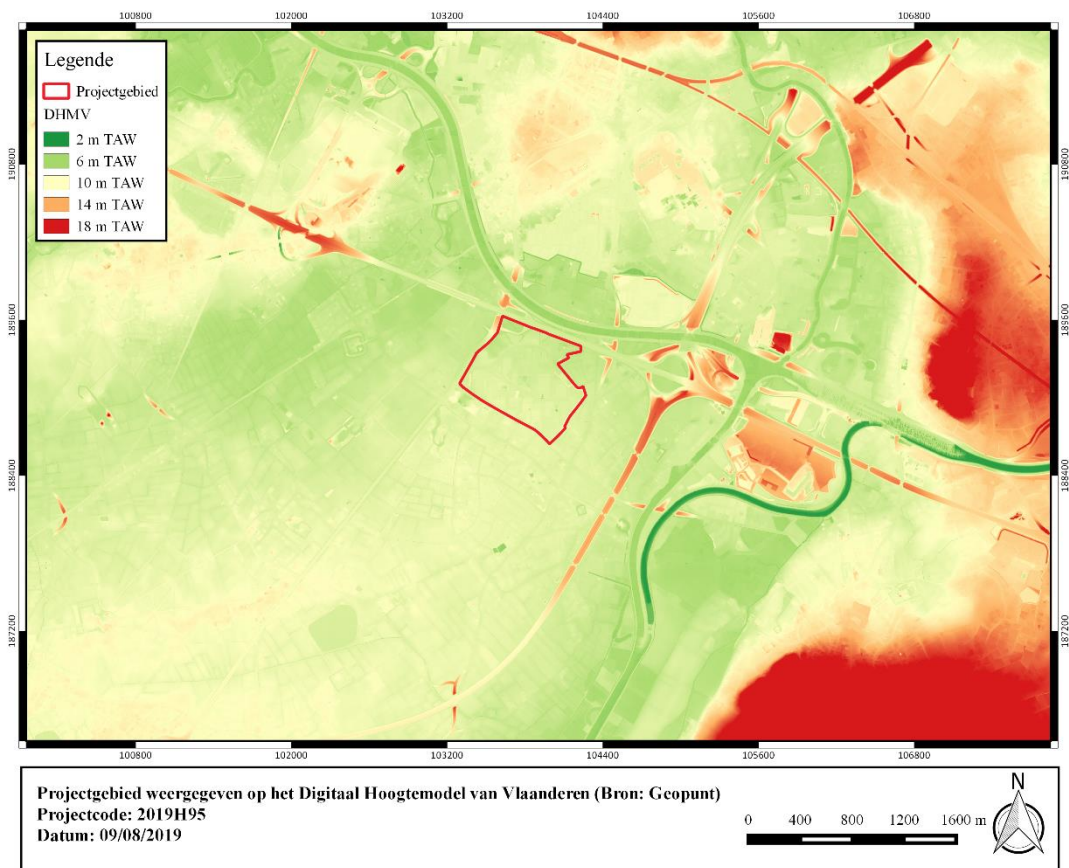 100800 102000 103200 104400 105600 106800
Legende
Projectgebied
DHMV
2 m TAW
6 m TAW
10 m TAW
14 m TAW
18 m TAW
190800 190800
189600 189600
188400 188400
187200 187200
100800 102000 103200 104400 105600 106800
Projectgebied weergegeven op het Digitaal Hoogtemodel van Vlaanderen (Bron: Geopunt)
Projectcode: 2019H95
Datum: 09/08/2019
0 400 800 1200 1600 m
N